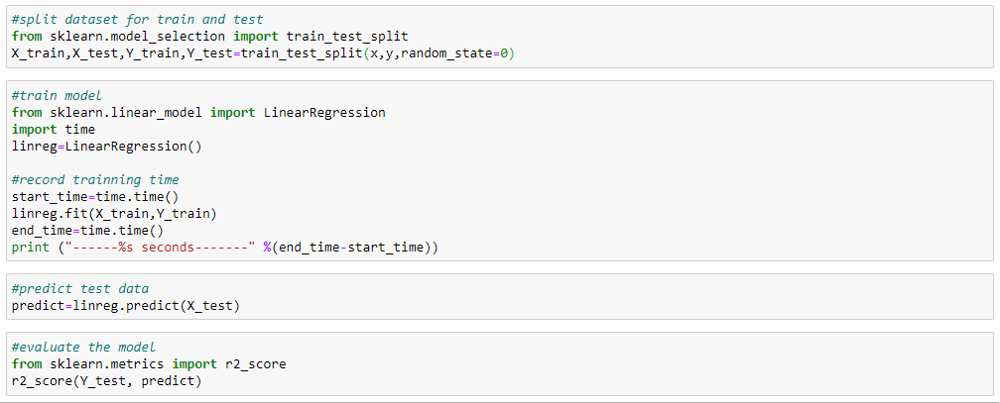 #split dataset for train and test
from sklearn.model_selection import train_test_split
X_train,X_test,Y_train,Y_test=train_test_split(x,y,random_state=0)
#train model
from sklearn.linear_model import LinearRegression
import time
linreg=LinearRegression()
#record trainning time
start_time=time.time()
linreg.fit(X_train,Y_train)
end_time=time.time()
print ("------%s seconds-------" %(end_time-start_time))
#predict test data
predict=linreg.predict(X_test)
#evaluate the model
from sklearn.metrics import r2_score
r2_score(Y_test, predict)